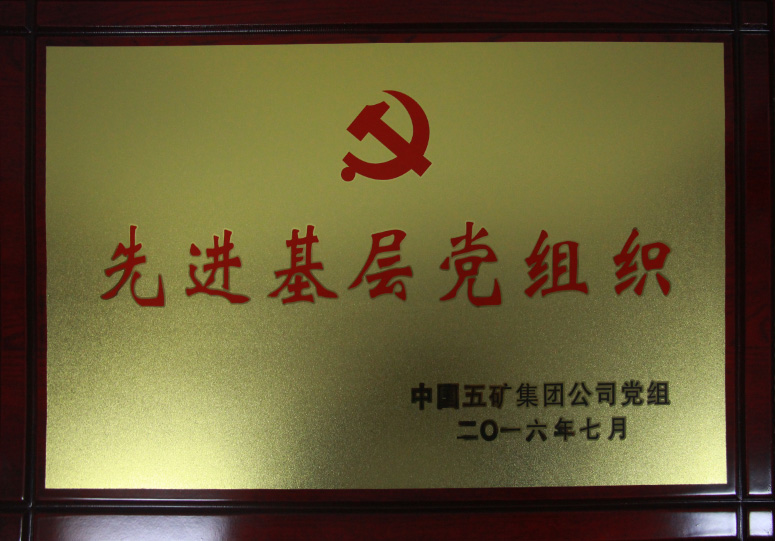 先进基层党组织
中国五矿集团公司党组
二〇一六年七月